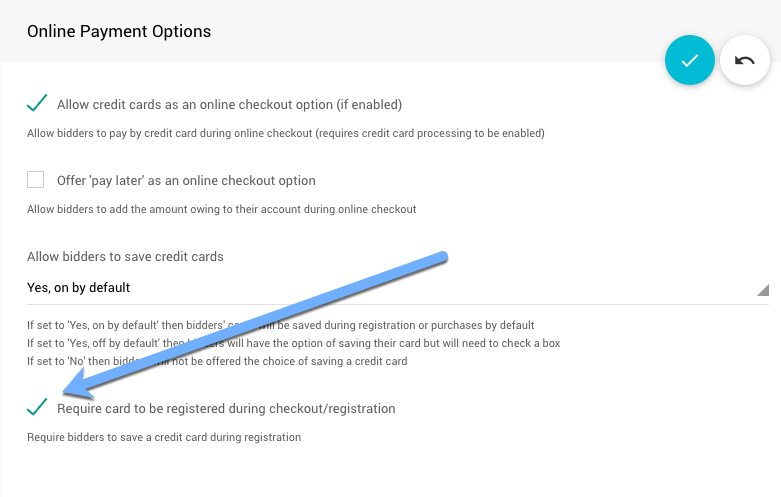 Online Payment Options
Allow credit cards as an online checkout option (if enabled)
Allow bidders to pay by credit card during online checkout (requires credit card processing to be enabled)
Offer 'pay later' as an online checkout option
Allow bidders to add the amount owing to their account during online checkout
Allow bidders to save credit cards
Yes, on by default
If set to 'Yes, on by default' then bidders' will be saved during registration or purchases by default
If set to 'Yes, off by default' then bidders will have the option of saving their card but will need to check a box
If set to 'No' then bidders will not be offered the choice of saving a credit card
Require card to be registered during checkout/registration
Require bidders to save a credit card during registration